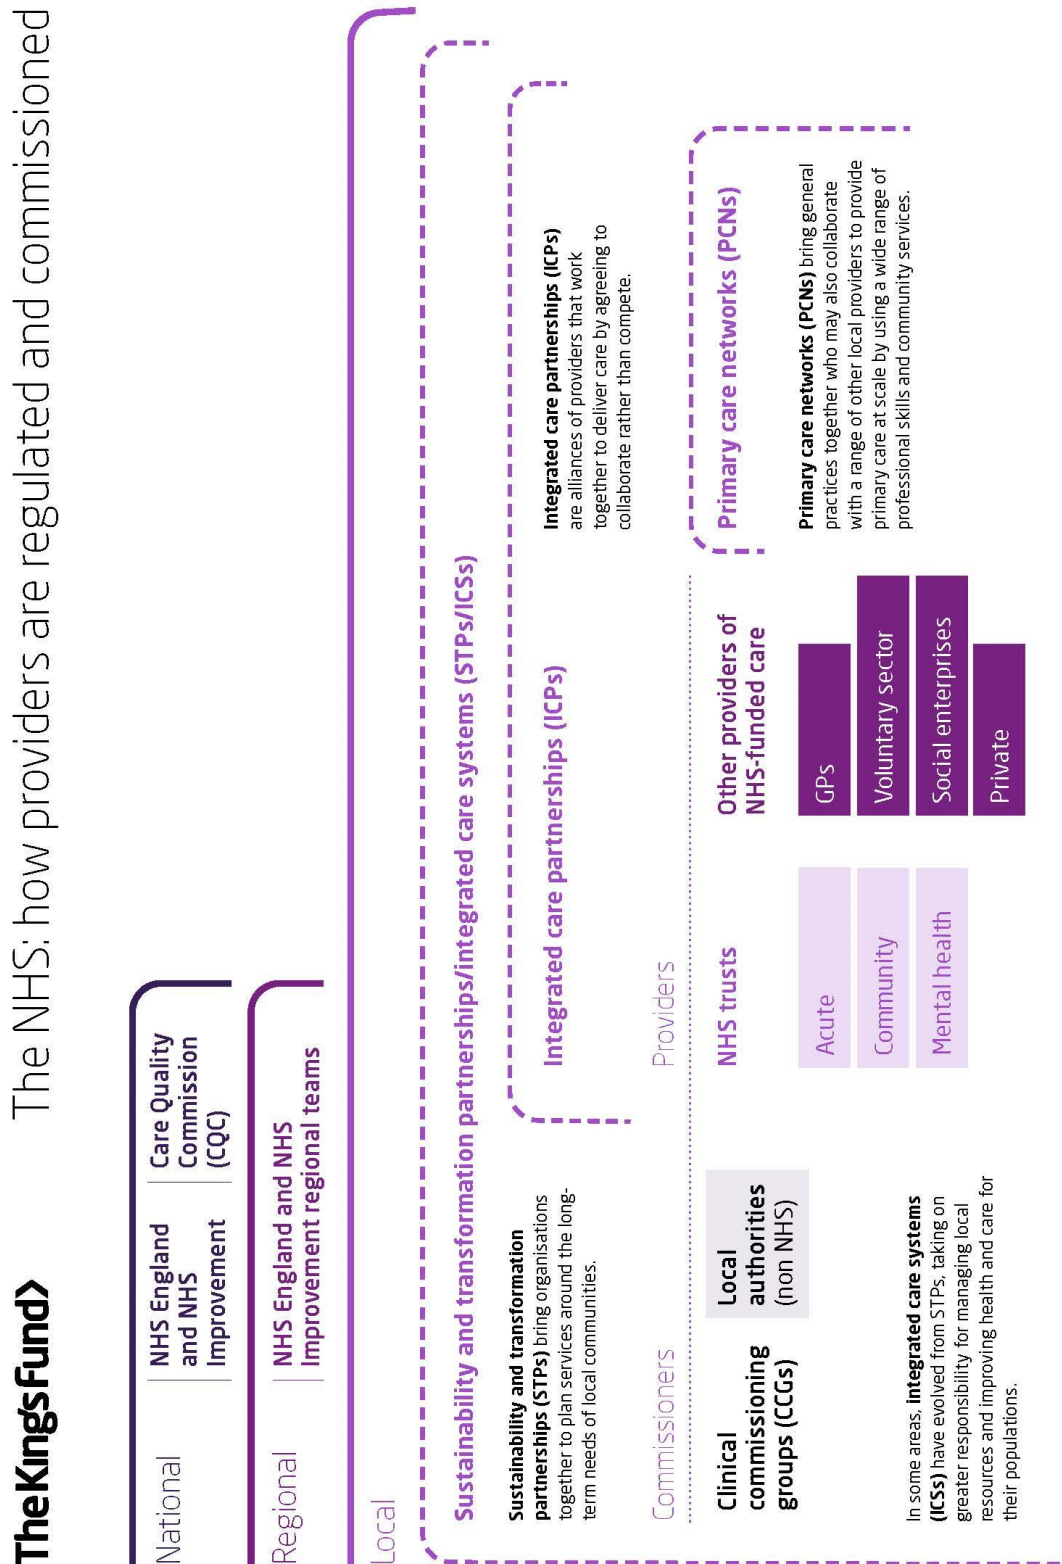 TheKingsFund>
The NHS: how providers are regulated and commissioned
National
NHS England
and NHS
Improvement
Care Quality
Commission
(CQC)
Regional
NHS England and NHS
Improvement regional teams
Local
Sustainability and transformation partnerships/integrated care systems (STPs/ICSs)
Sustainability and transformation
partnerships (STPs) bring organisations
together to plan services around the long-
term needs of local communities.
Integrated care partnerships (ICPs)
Integrated care partnerships (ICPs)
are alliances of providers that work
together to deliver care by agreeing to
collaborate rather than compete.
Commissioners
Providers
Clinical
commissioning
groups (CCGs)
Local
authorities
(non NHS)
NHS trusts
Acute
Community
Mental health
Other providers of
NHS-funded care
GPs
Voluntary sector
Social enterprises
Private
Primary care networks (PCNs)
Primary care networks (PCNs) bring general
practices together who may also collaborate
with a range of other local providers to provide
primary care at scale by using a wide range of
professional skills and community services.
In some areas, integrated care systems
(ICSs) have evolved from STPs, taking on
greater responsibility for managing local
resources and improving health and care for
their populations.